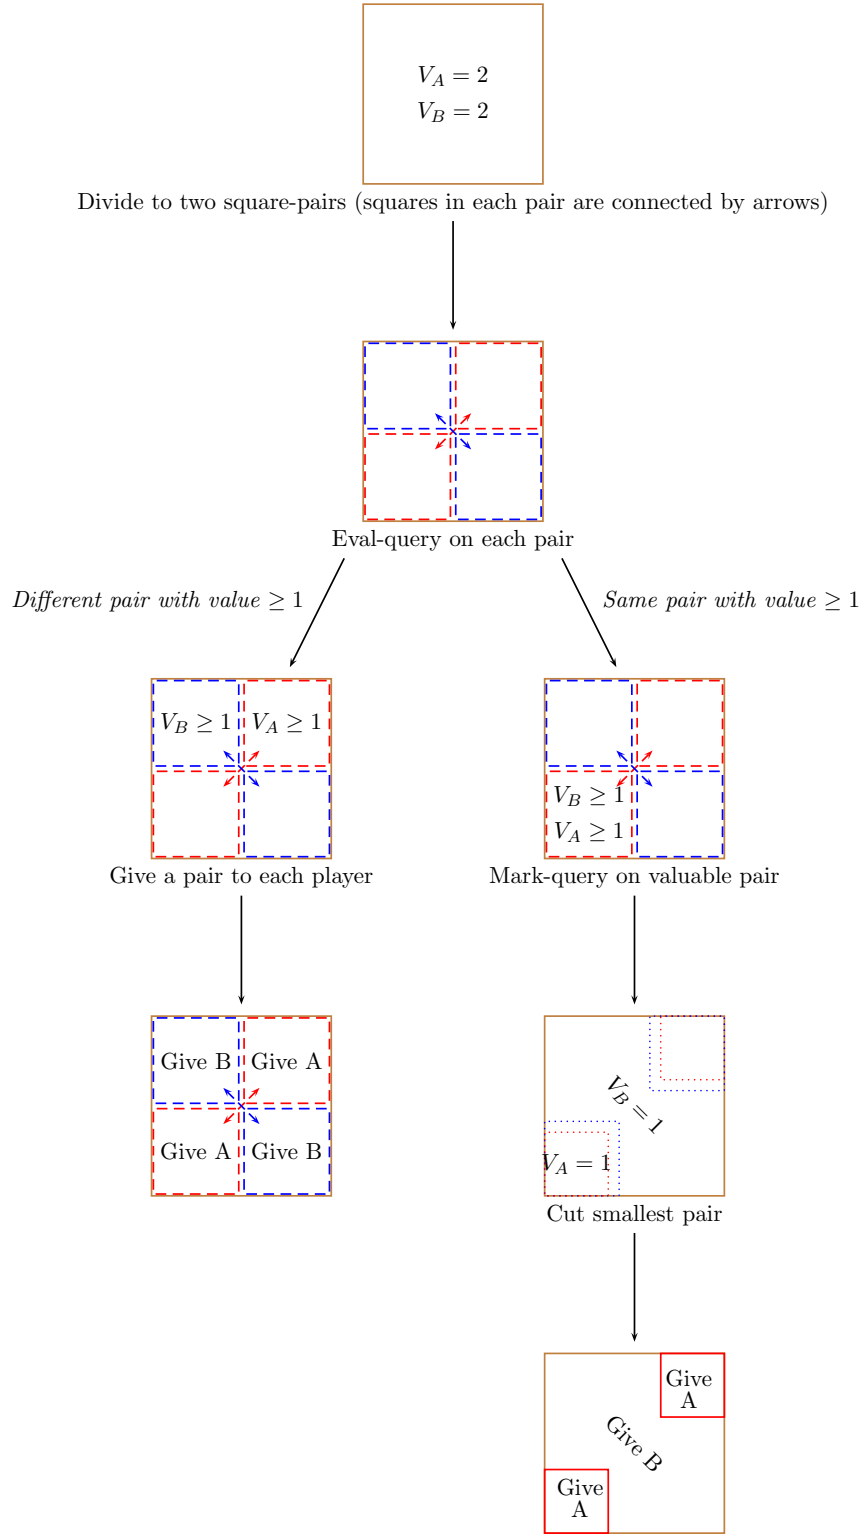 V_A = 2
V_B = 2
Divide to two square-pairs (squares in each pair are connected by arrows)
Eval-query on each pair
Different pair with value ≥ 1
Same pair with value ≥ 1
V_B ≥ 1
V_A ≥ 1
Give a pair to each player
V_B ≥ 1
V_A ≥ 1
Mark-query on valuable pair
Give B
Give A
Give A
Give B
V_B = 1
V_A = 1
Cut smallest pair
Give
A
Give B
Give
A